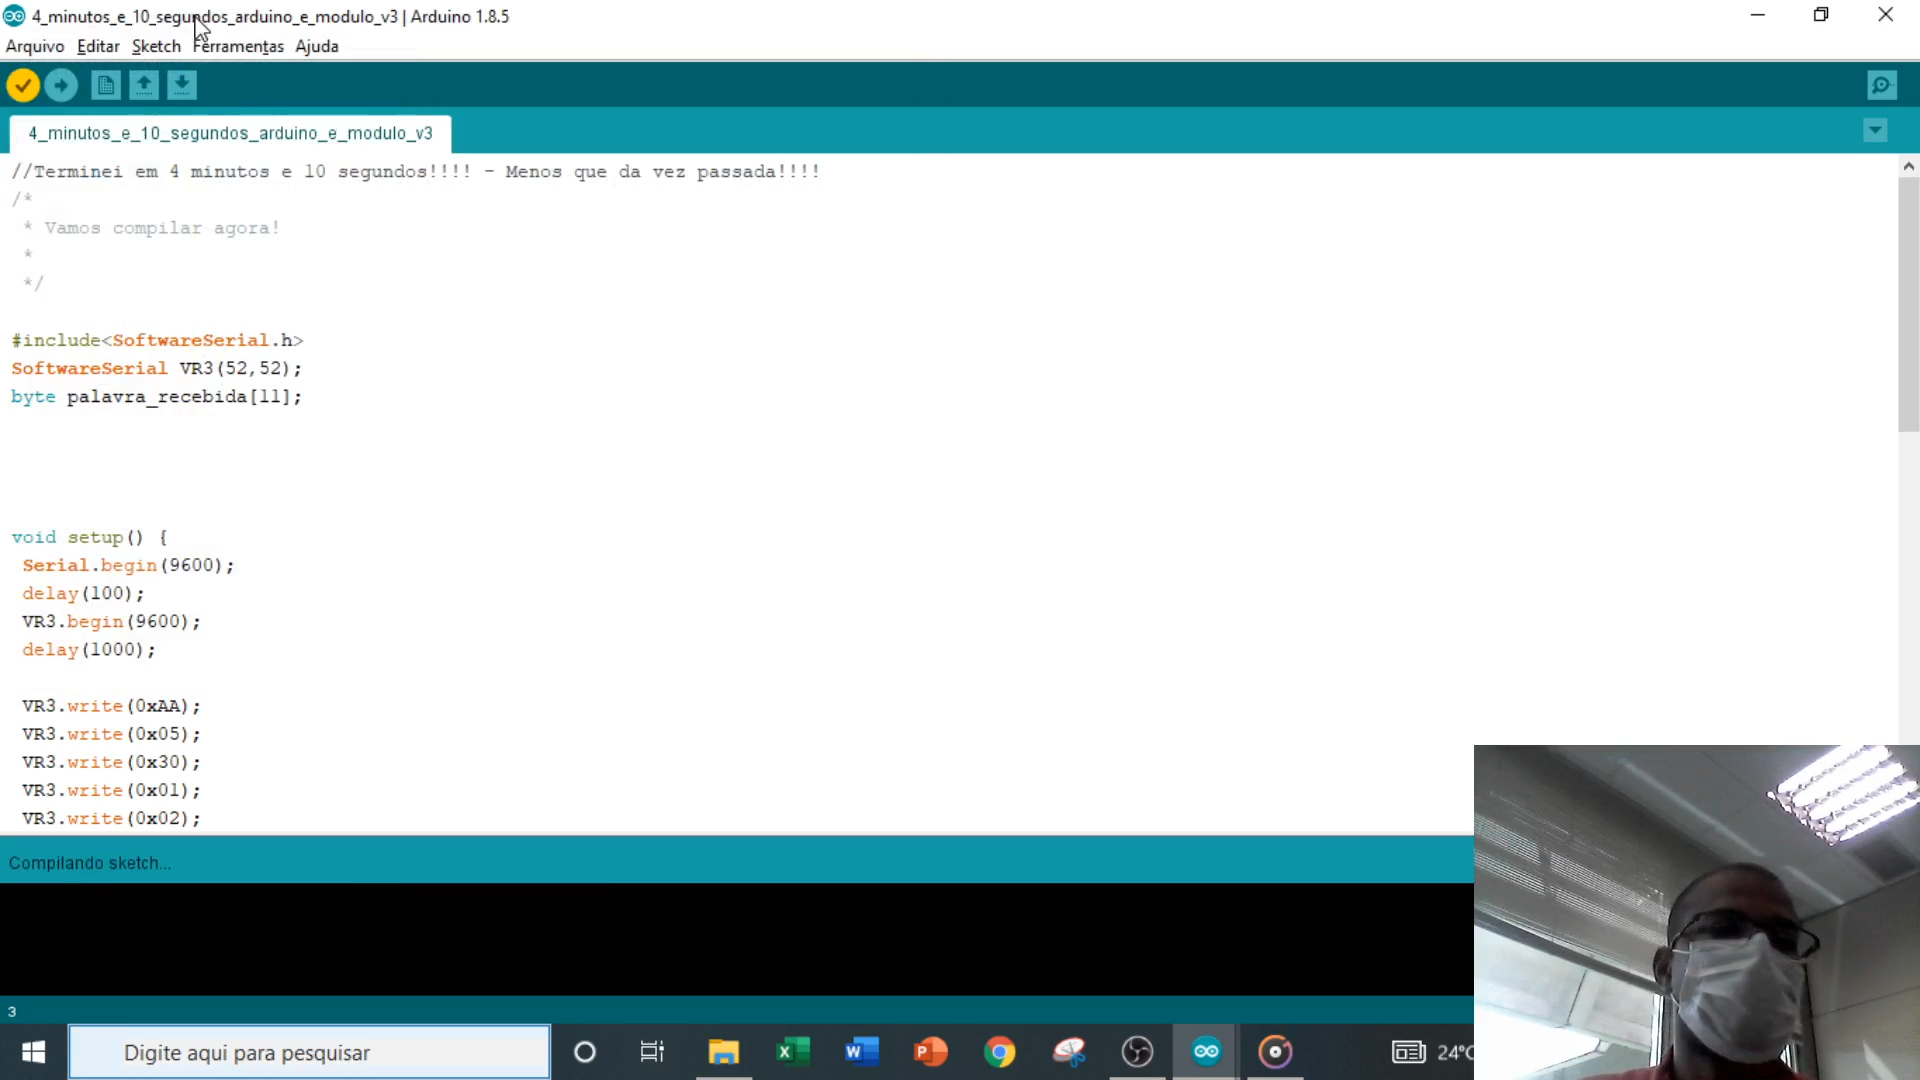 4_minutos_e_10_segundos_arduino_e_modulo_v3 | Arduino 1.8.5
Arquivo Editar Sketch Ferramentas Ajuda
4_minutos_e_10_segundos_arduino_e_modulo_v3
//Terminei em 4 minutos e 10 segundos!!!! - Menos que da vez passada!!!!
/*
* Vamos compilar agora!
*
*/
#include<SoftwareSerial.h>
SoftwareSerial VR3(52,52);
byte palavra_recebida[11];
void setup() {
Serial.begin(9600);
delay(100);
VR3.begin(9600);
delay(1000);
VR3.write(0xAA);
VR3.write(0x05);
VR3.write(0x30);
VR3.write(0x01);
VR3.write(0x02);
Compilando sketch...
3
Digite aqui para pesquisar
24°C